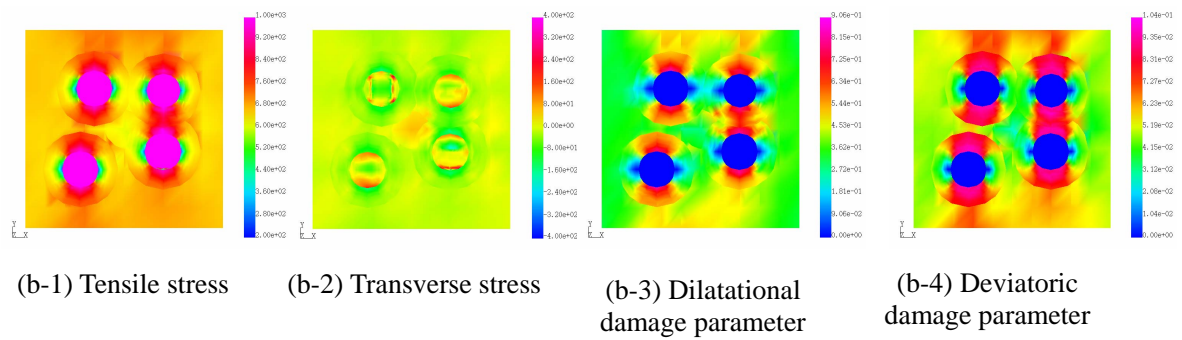 1.00e+03
9.20e+02
8.40e+02
7.60e+02
6.80e+02
6.00e+02
5.20e+02
4.40e+02
3.60e+02
2.80e+02
2.00e+02
Y
Z X
(b-1) Tensile stress
4.00e+02
3.20e+02
2.40e+02
1.60e+02
8.00e+01
0.00e+00
-8.00e+01
-1.60e+02
-2.40e+02
-3.20e+02
-4.00e+02
Y
Z X
(b-2) Transverse stress
9.06e-01
8.15e-01
7.25e-01
6.34e-01
5.44e-01
4.53e-01
3.62e-01
2.72e-01
1.81e-01
9.06e-02
0.00e+00
Y
Z X
(b-3) Dilatational
damage parameter
1.04e-01
9.35e-02
8.31e-02
7.27e-02
6.23e-02
5.19e-02
4.15e-02
3.12e-02
2.08e-02
1.04e-02
0.00e+00
Y
Z X
(b-4) Deviatoric
damage parameter